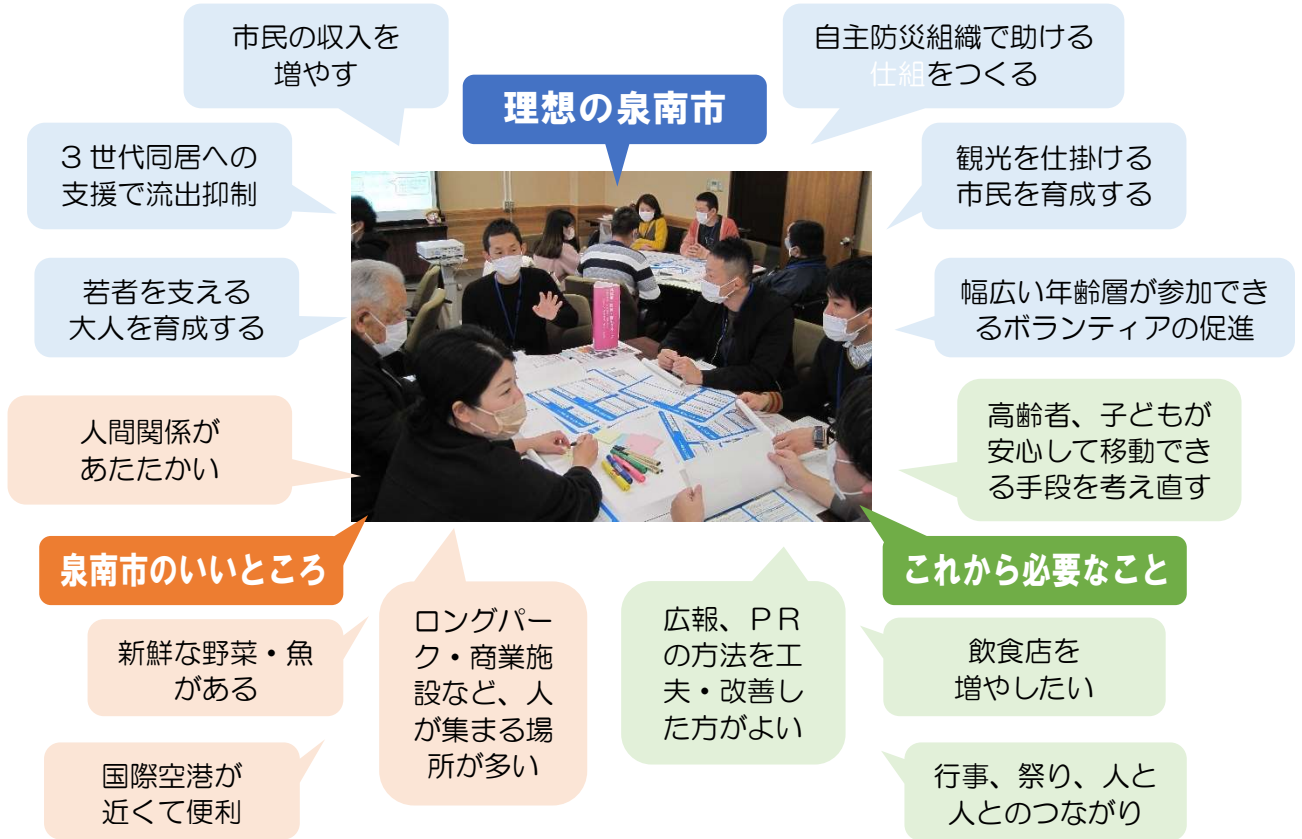 市民の収入を
増やす
自主防災組織で助ける
仕組をつくる
理想の泉南市
3世代同居への
支援で流出抑制
観光を仕掛ける
市民を育成する
若者を支える
大人を育成する
幅広い年齢層が参加でき
るボランティアの促進
人間関係が
あたたかい
高齢者、子どもが
安心して移動でき
る手段を考え直す
泉南市のいいところ
これから必要なこと
新鮮な野菜・魚
がある
ロングパー
ク・商業施
設など、人
が集まる場
所が多い
広報、PR
の方法を工
夫・改善し
た方がよい
飲食店を
増やしたい
国際空港が
近くて便利
行事、祭り、人と
人とのつながり